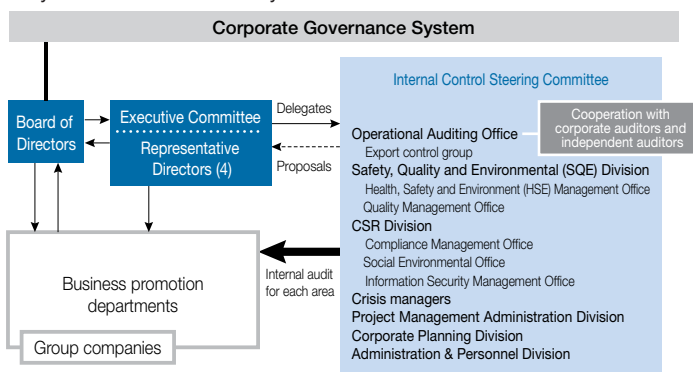 Corporate Governance System
Internal Control Steering Committee
Board of
Directors
Executive Committee
Representative
Directors (4)
Delegates
Proposals
Operational Auditing Office
Export control group
Cooperation with
corporate auditors and
independent auditors
Safety, Quality and Environmental (SQE) Division
Health, Safety and Environment (HSE) Management Office
Quality Management Office
CSR Division
Compliance Management Office
Social Environmental Office
Information Security Management Office
Crisis managers
Project Management Administration Division
Corporate Planning Division
Administration & Personnel Division
Internal audit
for each area
Business promotion
departments
Group companies